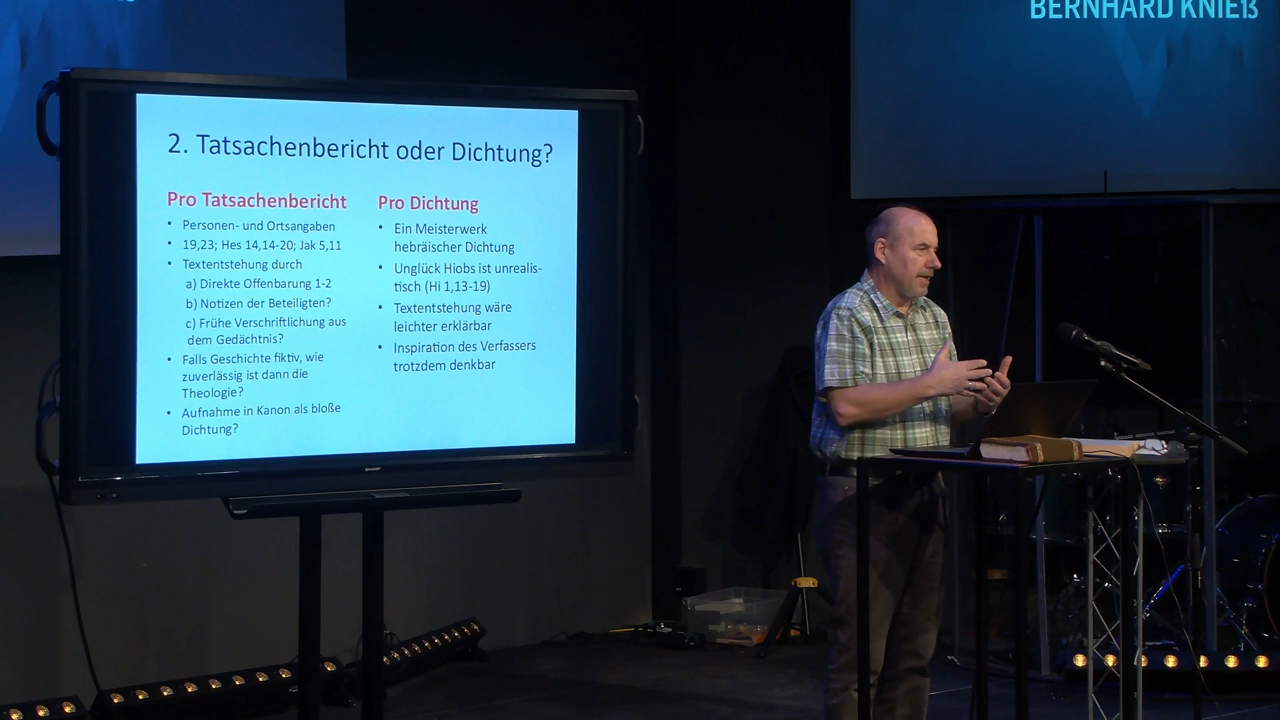 BERNHARD KNIEß
2. Tatsachenbericht oder Dichtung?
Pro Tatsachenbericht
• Personen- und Ortsangaben
• 19,23; Hes 14,14-20; Jak 5,11
• Textentstehung durch
a) Direkte Offenbarung 1-2
b) Notizen der Beteiligten?
c) Frühe Verschriftlichung aus
dem Gedächtnis?
• Falls Geschichte fiktiv, wie
zuverlässig ist dann die
Theologie?
• Aufnahme in Kanon als bloße
Dichtung?
Pro Dichtung
• Ein Meisterwerk
hebräischer Dichtung
• Unglück Hiobs ist unrealis-
tisch (Hi 1,13-19)
• Textentstehung wäre
leichter erklärbar
• Inspiration des Verfassers
trotzdem denkbar
SHARP